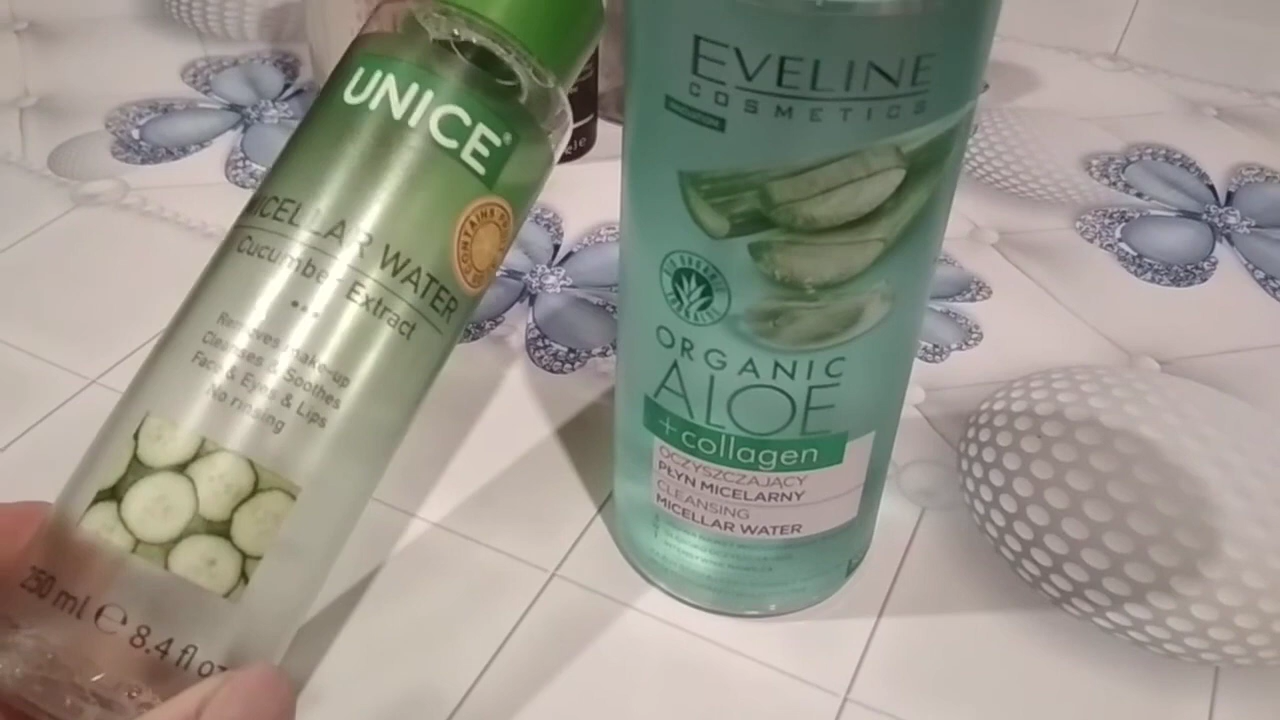 UNICE
MICELLAR WATER
Cucumber Extract
Removes make-up
Cleanses & Soothes
Face & Eyes & Lips
No rinsing
CONTAINS
250 ml e 8.4 fl oz
EVELINE
COSMETICS
ORGANIC
ALOE
+collagen
OCZYSZCZAJĄCY
PŁYN MICELARNY
CLEANSING
MICELLAR WATER